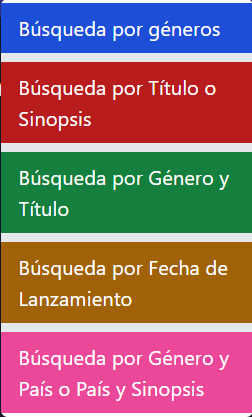 Búsqueda por géneros
Búsqueda por Título o
Sinopsis
Búsqueda por Género y
Título
Búsqueda por Fecha de
Lanzamiento
Búsqueda por Género y
País o País y Sinopsis